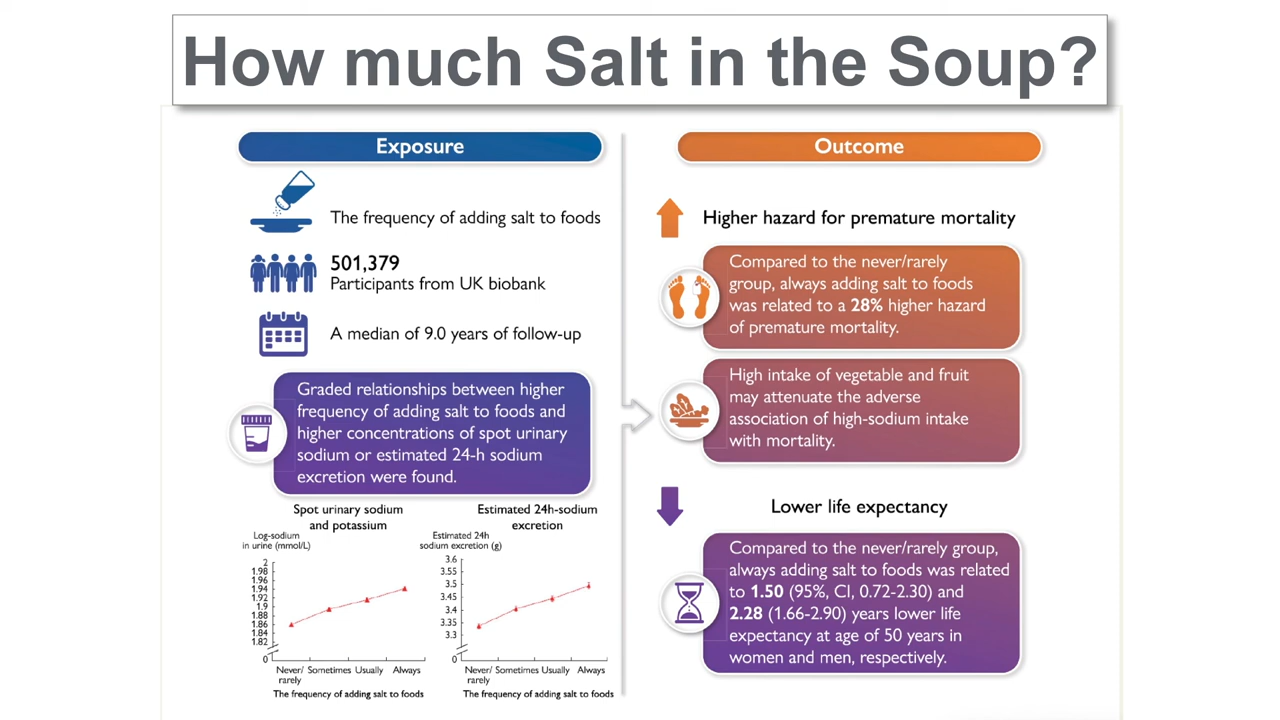 How much Salt in the Soup?
Exposure
The frequency of adding salt to foods
501,379
Participants from UK biobank
A median of 9.0 years of follow-up
Graded relationships between higher
frequency of adding salt to foods and
higher concentrations of spot urinary
sodium or estimated 24-h sodium
excretion were found.
Spot urinary sodium
and potassium
Log-sodium
in urine (mmol/L)
2
1.98
1.96
1.94
1.92
1.9
1.88
1.86
1.84
1.82
0
Never/ Sometimes Usually Always
rarely
The frequency of adding salt to foods
Estimated 24h-sodium
excretion
Estimated 24h
sodium excretion (g)
3.6
3.55
3.5
3.45
3.4
3.35
3.3
0
Never/ Sometimes Usually Always
rarely
The frequency of adding salt to foods
Outcome
Higher hazard for premature mortality
Compared to the never/rarely
group, always adding salt to foods
was related to a 28% higher hazard
of premature mortality.
High intake of vegetable and fruit
may attenuate the adverse
association of high-sodium intake
with mortality.
Lower life expectancy
Compared to the never/rarely group,
always adding salt to foods was related
to 1.50 (95%, CI, 0.72-2.30) and
2.28 (1.66-2.90) years lower life
expectancy at age of 50 years in
women and men, respectively.